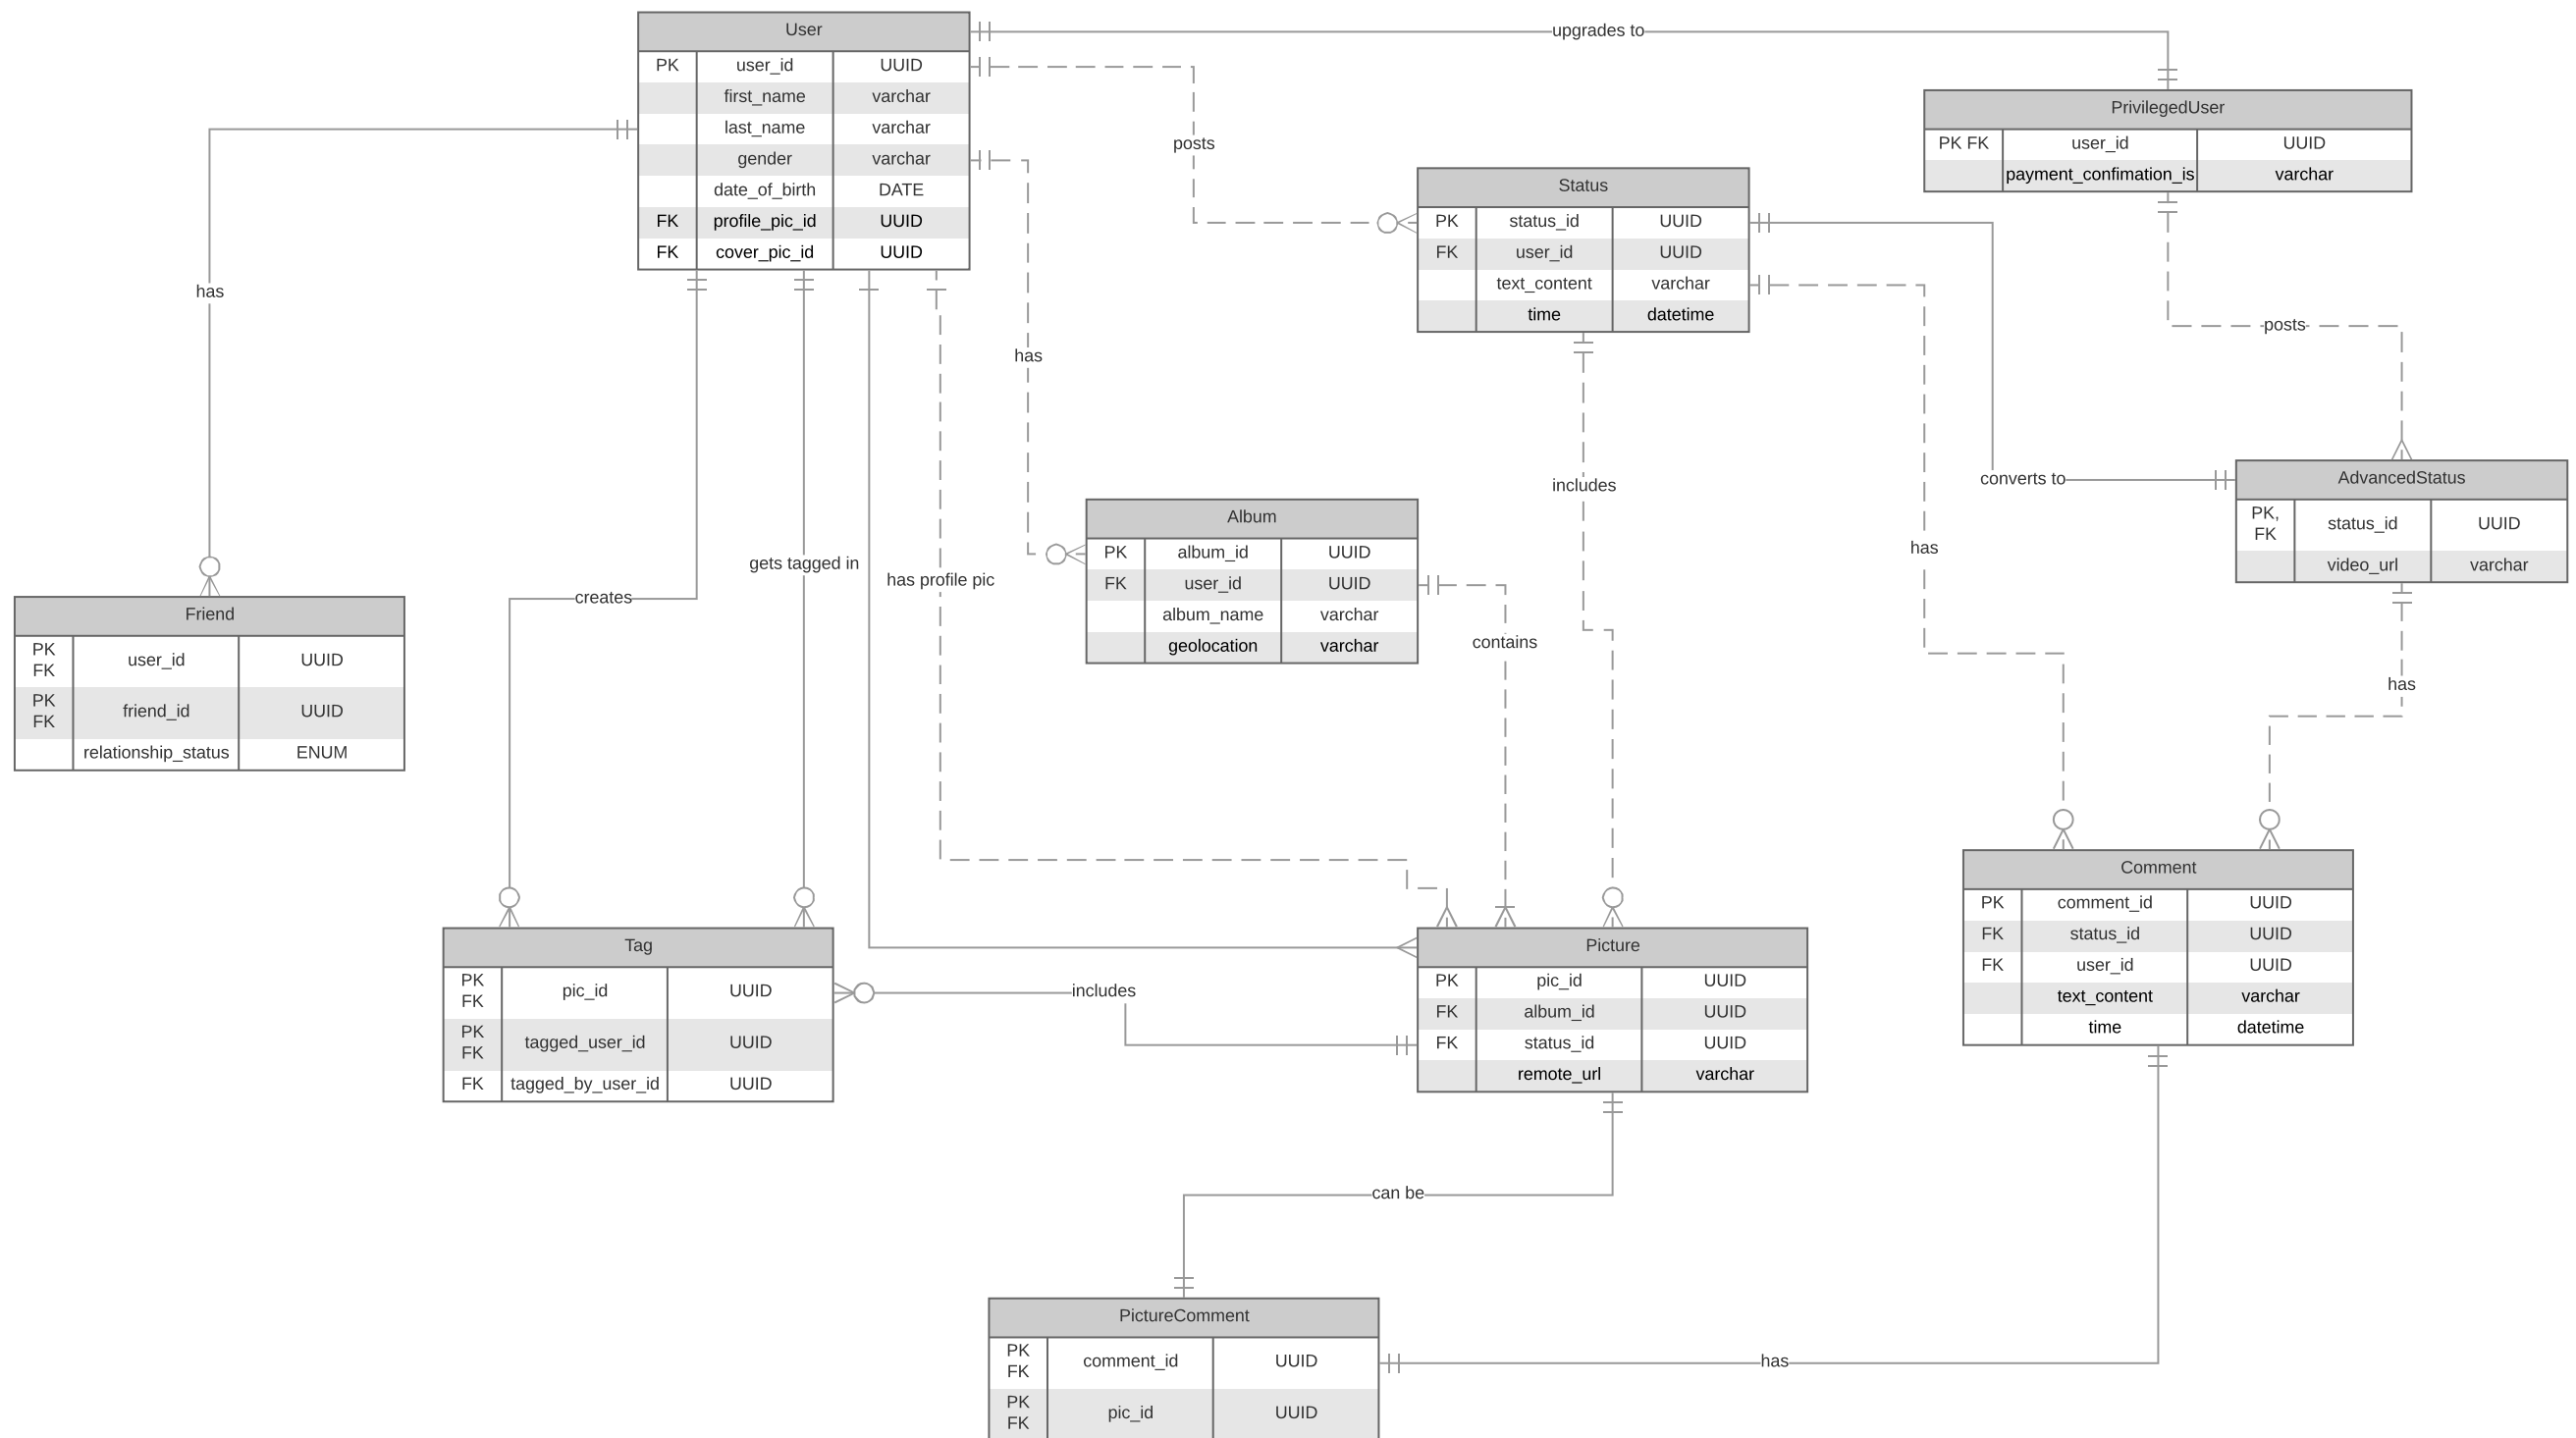 User
PK user_id UUID
first_name varchar
last_name varchar
gender varchar
date_of_birth DATE
FK profile_pic_id UUID
FK cover_pic_id UUID
upgrades to
posts
has
PrivilegedUser
PK FK user_id UUID
payment_confimation_is varchar
Status
PK status_id UUID
FK user_id UUID
text_content varchar
time datetime
has
posts
includes
converts to
AdvancedStatus
PK,
FK
status_id UUID
video_url varchar
Album
PK album_id UUID
FK user_id UUID
album_name varchar
geolocation varchar
has
gets tagged in
has profile pic
creates
contains
has
Friend
PK
FK
user_id UUID
PK
FK
friend_id UUID
relationship_status ENUM
Comment
PK comment_id UUID
FK status_id UUID
FK user_id UUID
text_content varchar
time datetime
Tag
PK
FK
pic_id UUID
PK
FK
tagged_user_id UUID
FK tagged_by_user_id UUID
includes
Picture
PK pic_id UUID
FK album_id UUID
FK status_id UUID
remote_url varchar
can be
PictureComment
PK
FK
comment_id UUID
PK
FK
pic_id UUID
has